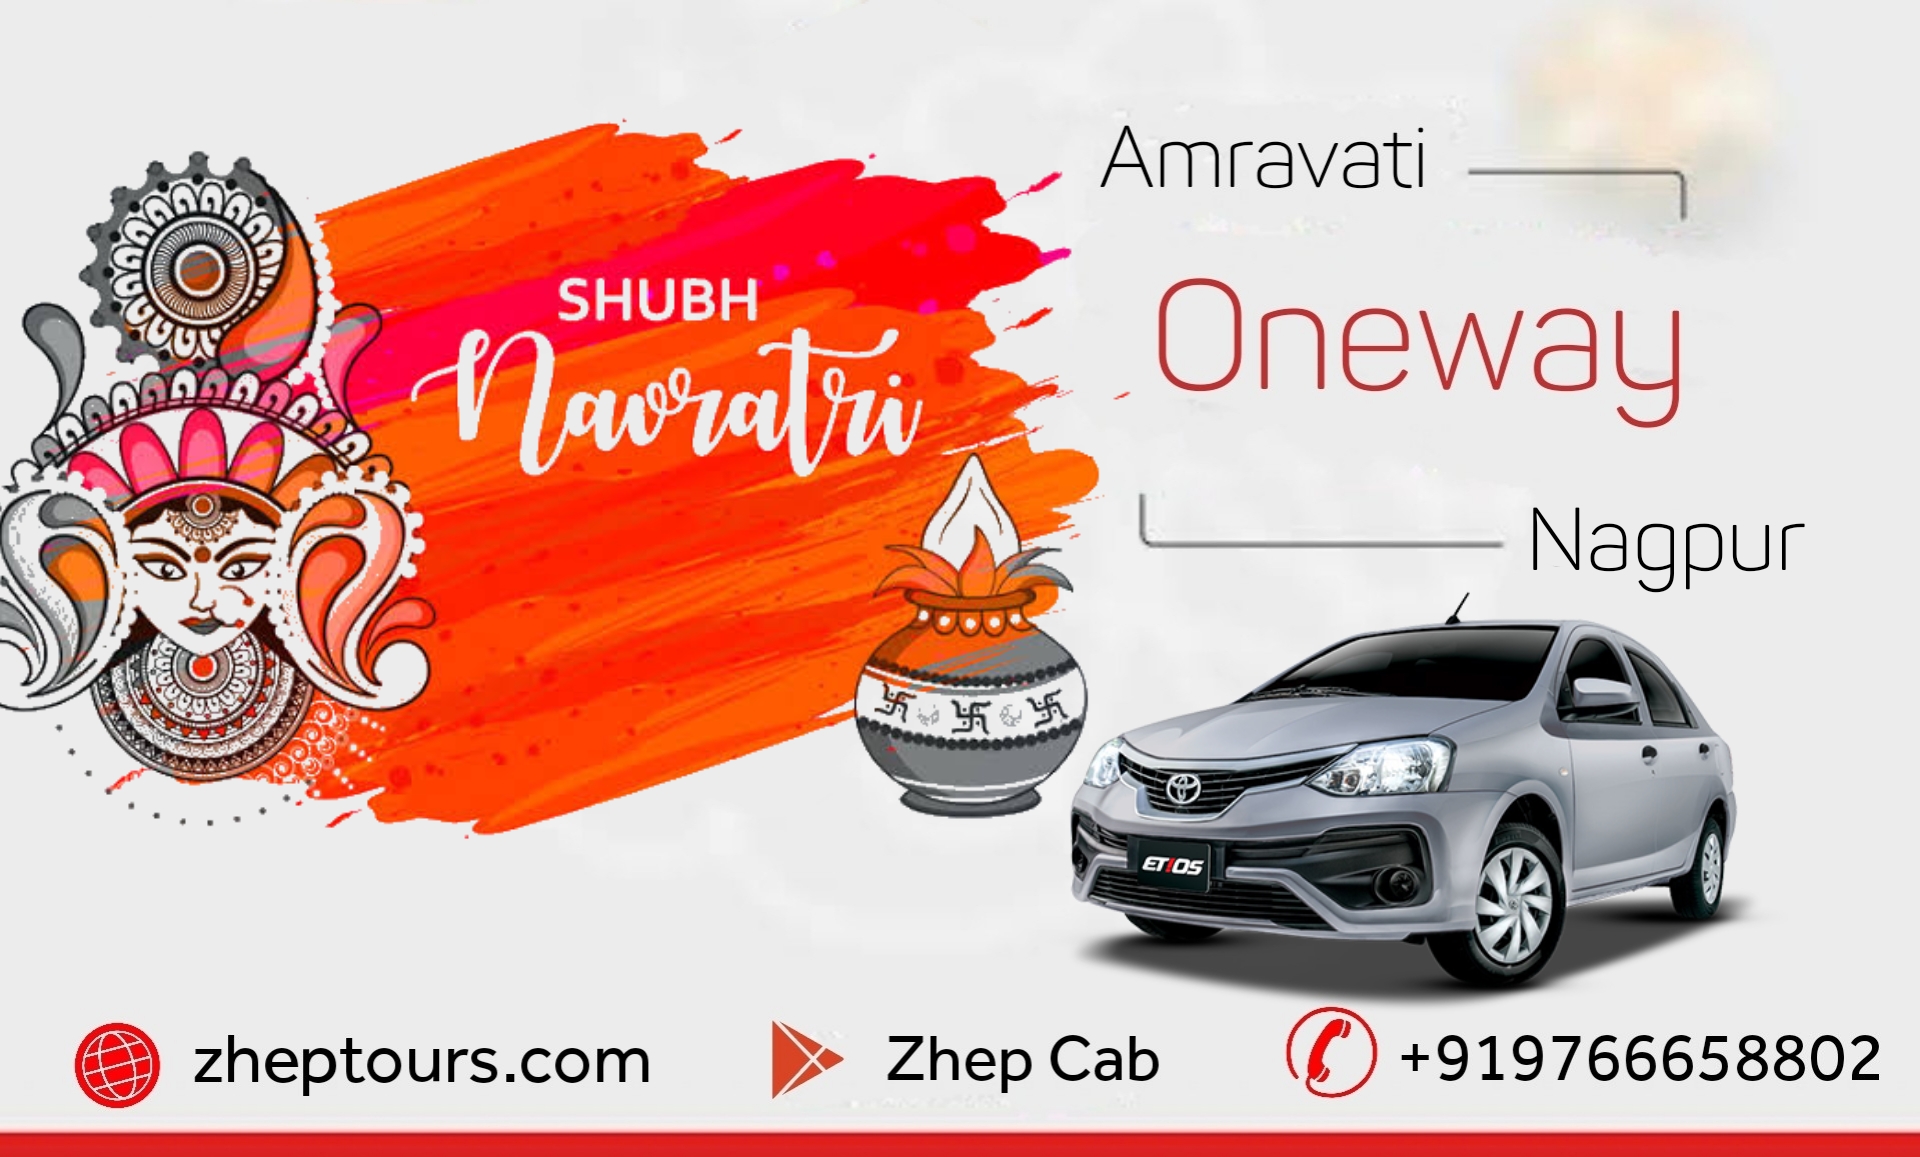 SHUBH
Navratri
Amravati
Oneway
Nagpur
ETIOS
zheptours.com
Zhep Cab
+919766658802